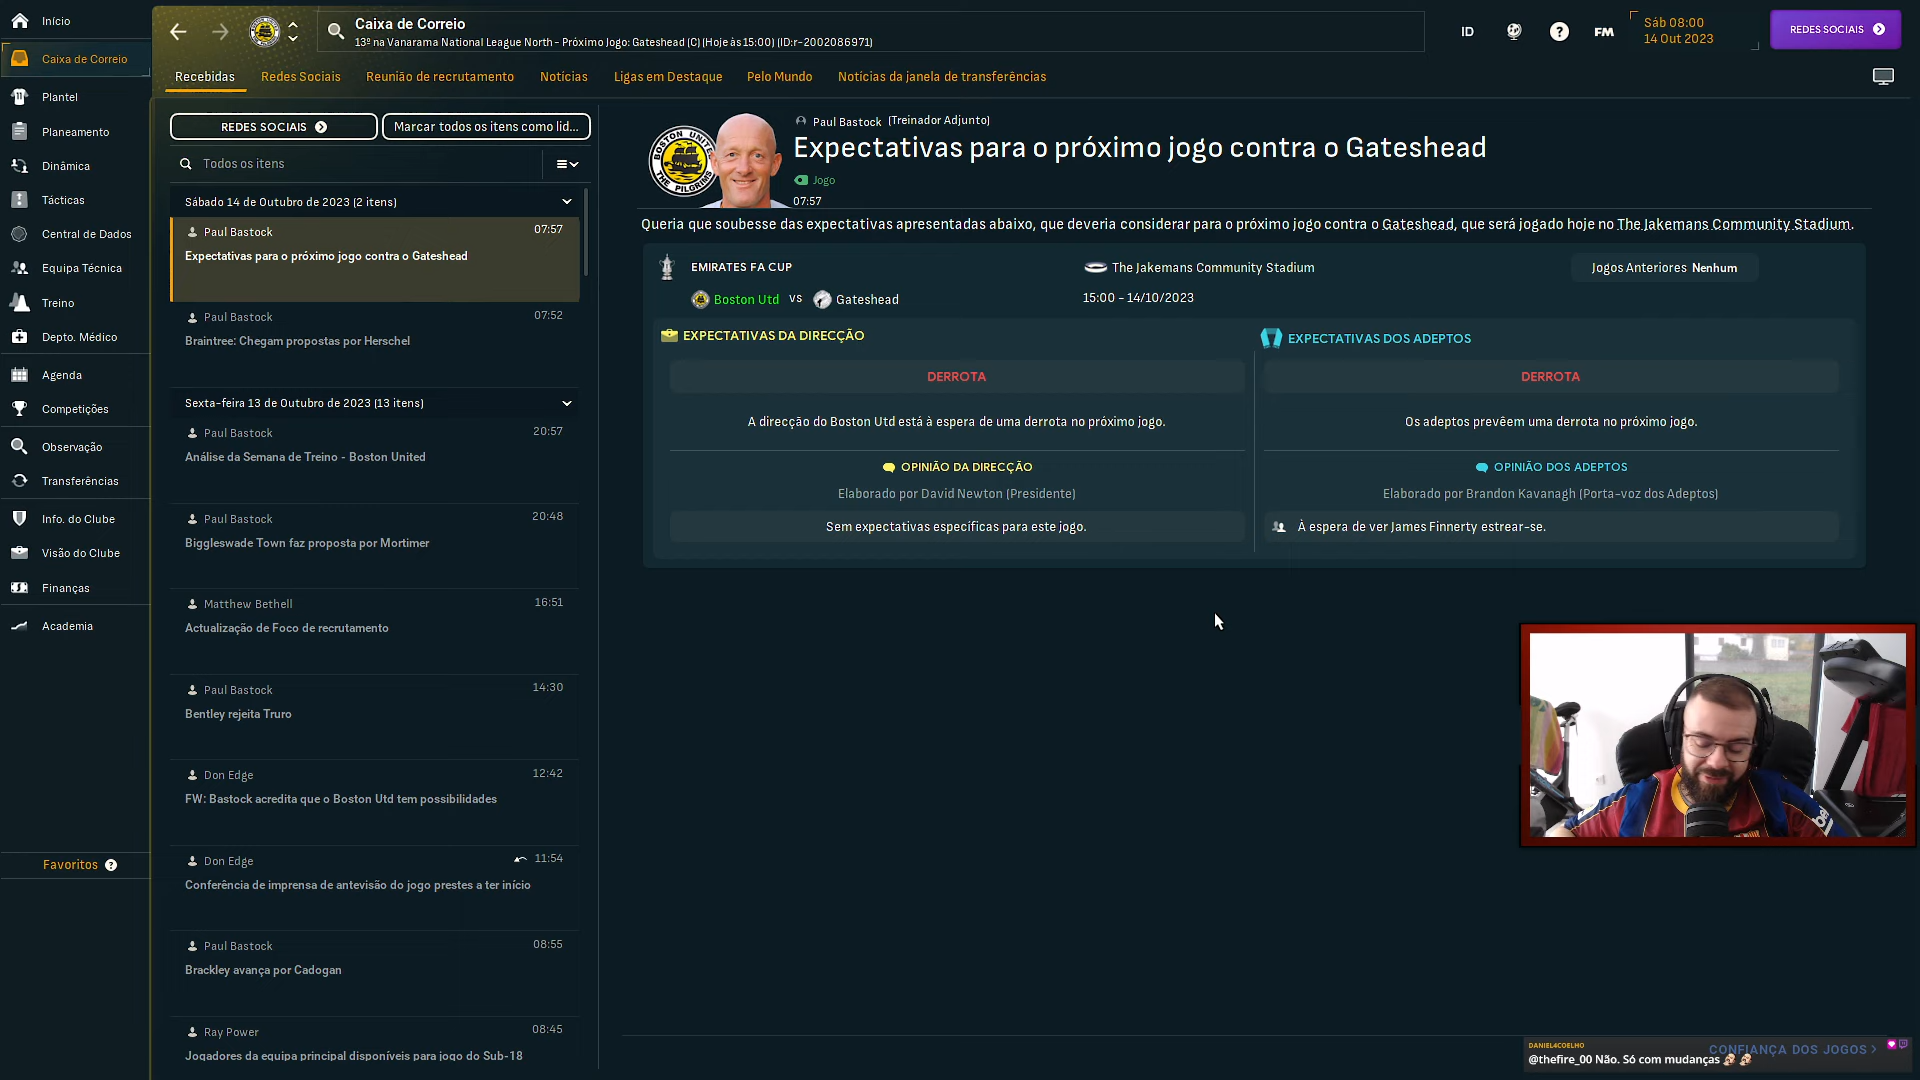 Início
Caixa de Correio
Plantel
Planeamento
Dinâmica
Tácticas
Central de Dados
Equipa Técnica
Treino
Depto. Médico
Agenda
Competições
Observação
Transferências
Info. do Clube
Visão do Clube
Finanças
Academia
Favoritos ?
Caixa de Correio
13º na Vanarama National League North - Próximo Jogo: Gateshead (C) (Hoje às 15:00) (ID:r-2002086971)
ID
?
FM
Sáb 08:00
14 Out 2023
REDES SOCIAIS
Recebidas
Redes Sociais
Reunião de recrutamento
Notícias
Ligas em Destaque
Pelo Mundo
Notícias da janela de transferências
REDES SOCIAIS
Marcar todos os itens como lid...
Todos os itens
Sábado 14 de Outubro de 2023 (2 itens)
Paul Bastock 07:57
Expectativas para o próximo jogo contra o Gateshead
Paul Bastock 07:52
Braintree: Chegam propostas por Herschel
Sexta-feira 13 de Outubro de 2023 (13 itens)
Paul Bastock 20:57
Análise da Semana de Treino - Boston United
Paul Bastock 20:48
Biggleswade Town faz proposta por Mortimer
Matthew Bethell 16:51
Actualização de Foco de recrutamento
Paul Bastock 14:30
Bentley rejeita Truro
Don Edge 12:42
FW: Bastock acredita que o Boston Utd tem possibilidades
Don Edge 11:54
Conferência de imprensa de antevisão do jogo prestes a ter início
Paul Bastock 08:55
Brackley avança por Cadogan
Ray Power 08:45
Jogadores da equipa principal disponíveis para jogo do Sub-18
BOSTON UNITED
THE PILGRIMS
Paul Bastock (Treinador Adjunto)
Expectativas para o próximo jogo contra o Gateshead
Jogo
07:57
Queria que soubesse das expectativas apresentadas abaixo, que deveria considerar para o próximo jogo contra o Gateshead, que será jogado hoje no The Jakemans Community Stadium.
EMIRATES FA CUP
Boston Utd vs Gateshead
The Jakemans Community Stadium
15:00 - 14/10/2023
Jogos Anteriores Nenhum
EXPECTATIVAS DA DIRECÇÃO
DERROTA
A direcção do Boston Utd está à espera de uma derrota no próximo jogo.
OPINIÃO DA DIRECÇÃO
Elaborado por David Newton (Presidente)
Sem expectativas específicas para este jogo.
EXPECTATIVAS DOS ADEPTOS
DERROTA
Os adeptos prevêem uma derrota no próximo jogo.
OPINIÃO DOS ADEPTOS
Elaborado por Brandon Kavanagh (Porta-voz dos Adeptos)
À espera de ver James Finnerty estrear-se.
CONFIANÇA DOS JOGOS >
DANIEL4COELHO
@thefire_00 Não. Só com mudanças